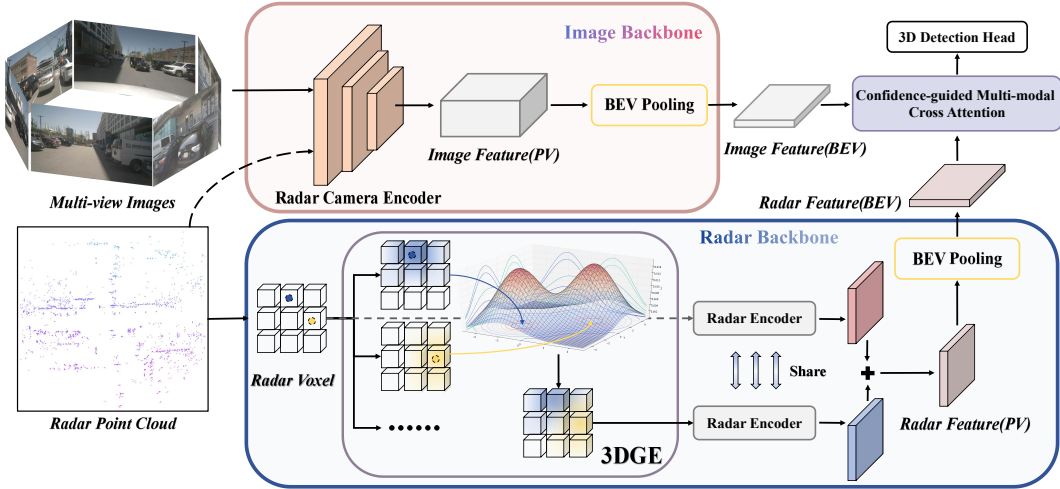 Image Backbone
3D Detection Head
Confidence-guided Multi-modal
Cross Attention
BEV Pooling
Image Feature(PV)
Image Feature(BEV)
Radar Camera Encoder
Multi-view Images
Radar Feature(BEV)
Radar Backbone
BEV Pooling
Radar Encoder
Radar Voxel
Share
Radar Encoder
Radar Feature(PV)
Radar Point Cloud
3DGE